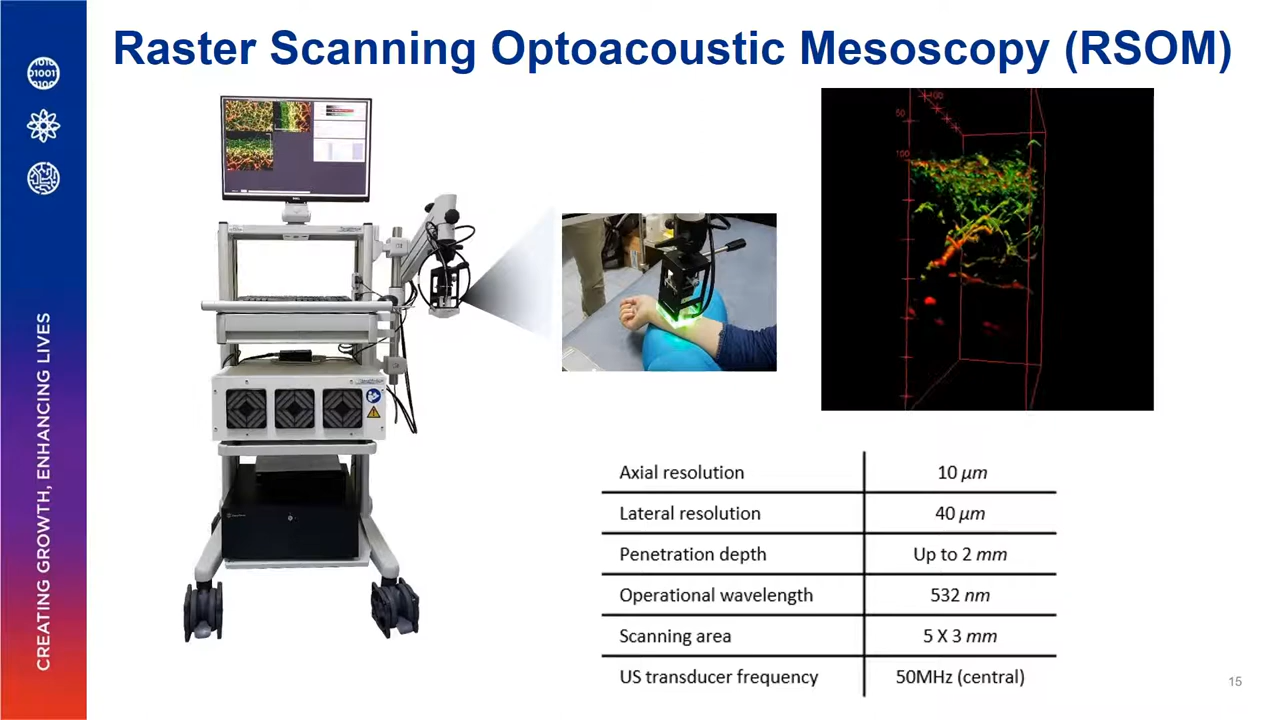 Raster Scanning Optoacoustic Mesoscopy (RSOM)
CREATING GROWTH, ENHANCING LIVES
50
100
Axial resolution 10 µm
Lateral resolution 40 µm
Penetration depth Up to 2 mm
Operational wavelength 532 nm
Scanning area 5 X 3 mm
US transducer frequency 50MHz (central)
15